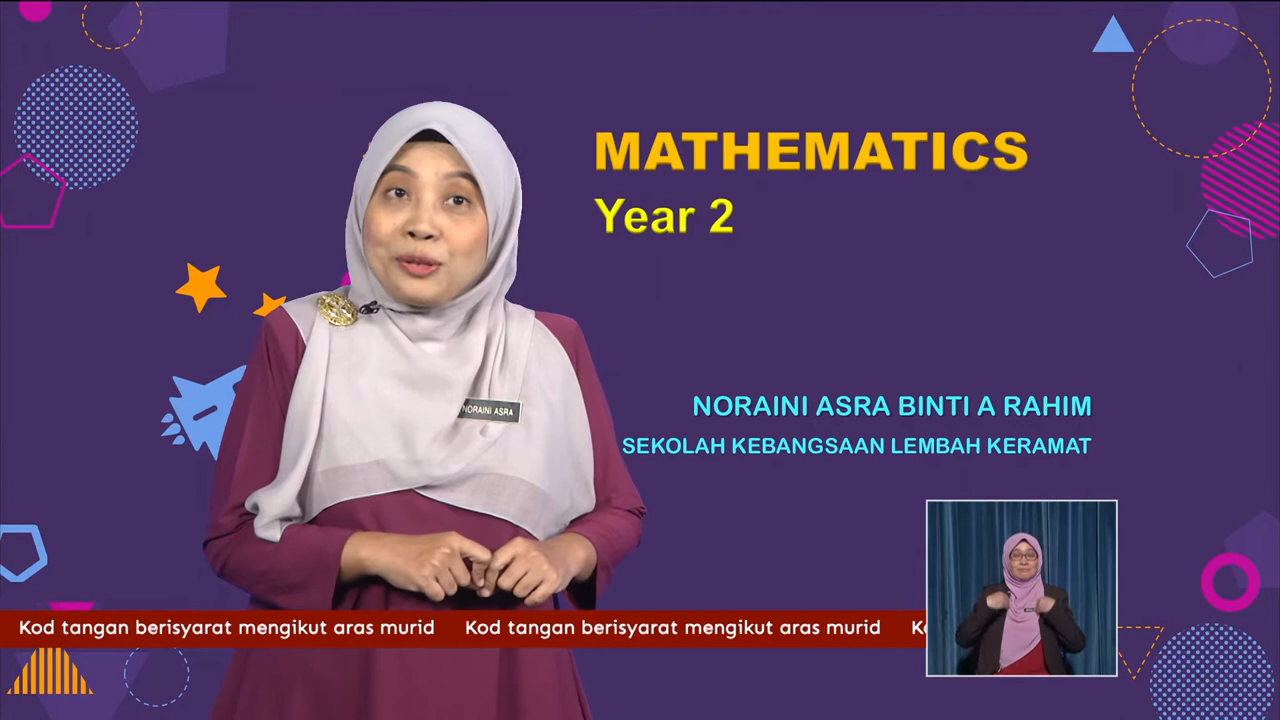 MATHEMATICS
Year 2
NORAINI ASRA
NORAINI ASRA BINTI A RAHIM
SEKOLAH KEBANGSAAN LEMBAH KERAMAT
Kod tangan berisyarat mengikut aras murid Kod tangan berisyarat mengikut aras murid